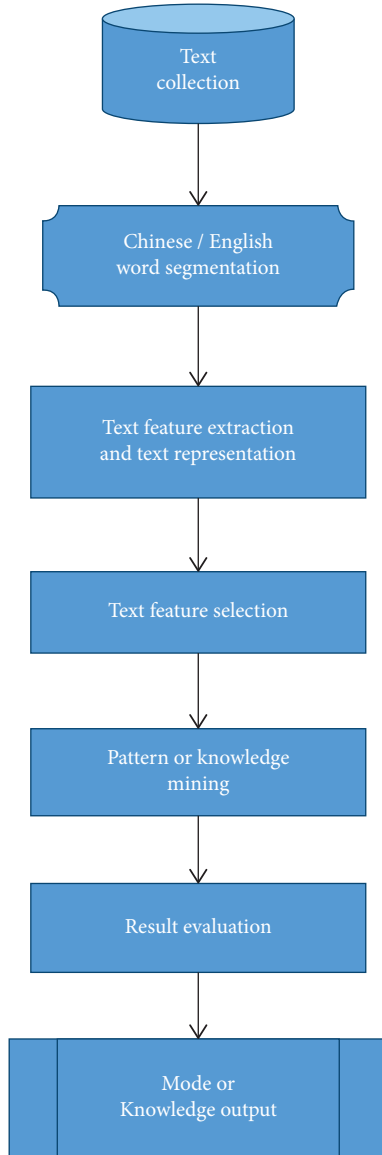 Text
collection
Chinese / English
word segmentation
Text feature extraction
and text representation
Text feature selection
Pattern or knowledge
mining
Result evaluation
Mode or
Knowledge output